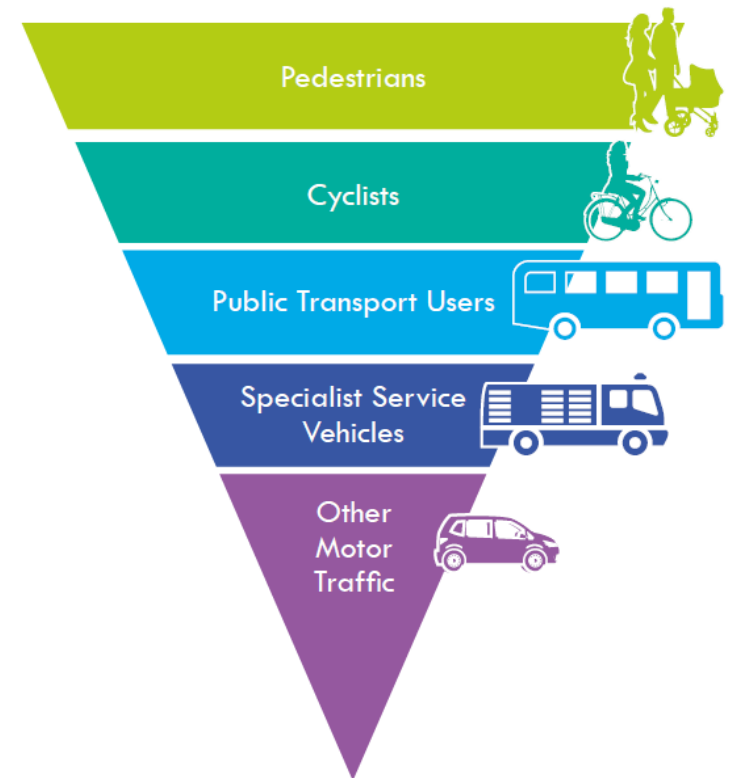 Pedestrians
Cyclists
Public Transport Users
Specialist Service
Vehicles
Other
Motor
Traffic